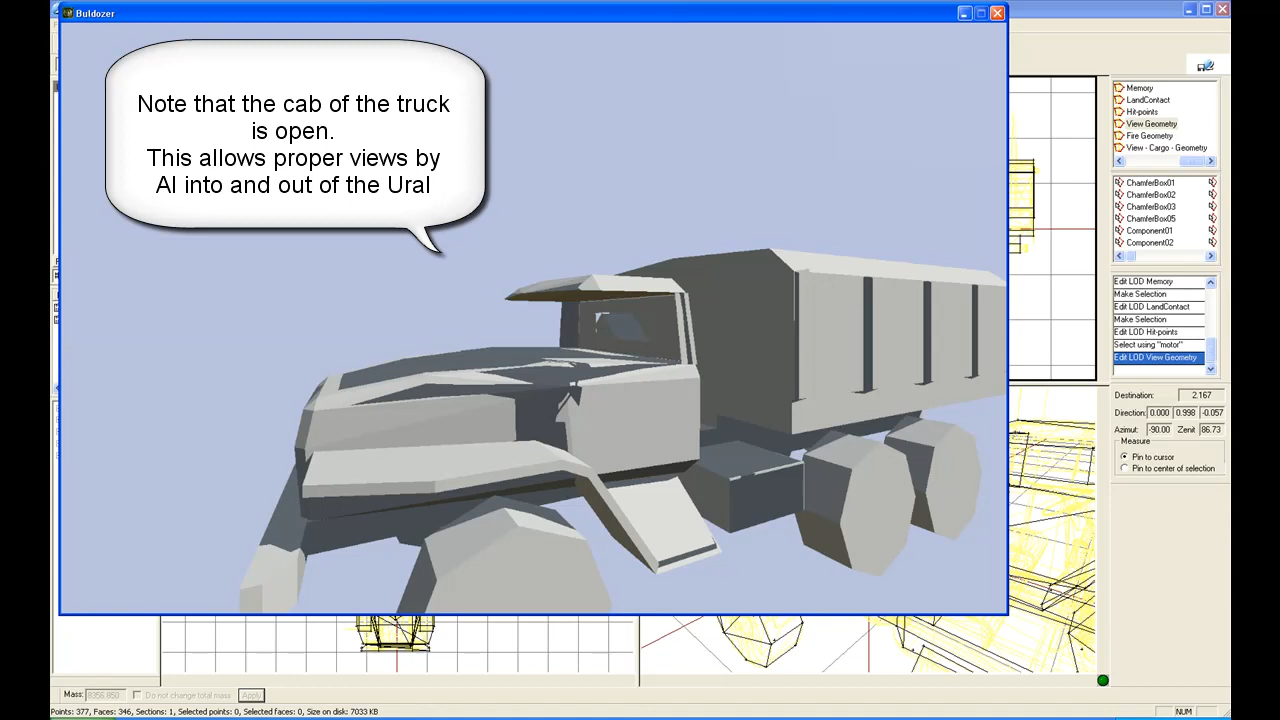 Buldozer
Note that the cab of the truck
is open.
This allows proper views by
AI into and out of the Ural
Memory
LandContact
Hit-points
View Geometry
Fire Geometry
View - Cargo - Geometry
ChamferBox01
ChamferBox02
ChamferBox03
ChamferBox05
Component01
Component02
Edit LOD Memory
Make Selection
Edit LOD LandContact
Make Selection
Edit LOD Hit-points
Select using "motor"
Edit LOD View Geometry
Destination: 2.167
Direction: 0.000 0.998 -0.057
Azimut: -90.00 Zenit 86.73
Measure
Pin to cursor
Pin to center of selection
Mass: 8356.850 Do not change total mass Apply
Points: 377, Faces: 346, Sections: 1, Selected points: 0, Selected faces: 0, Size on disk: 7033 KB
NUM